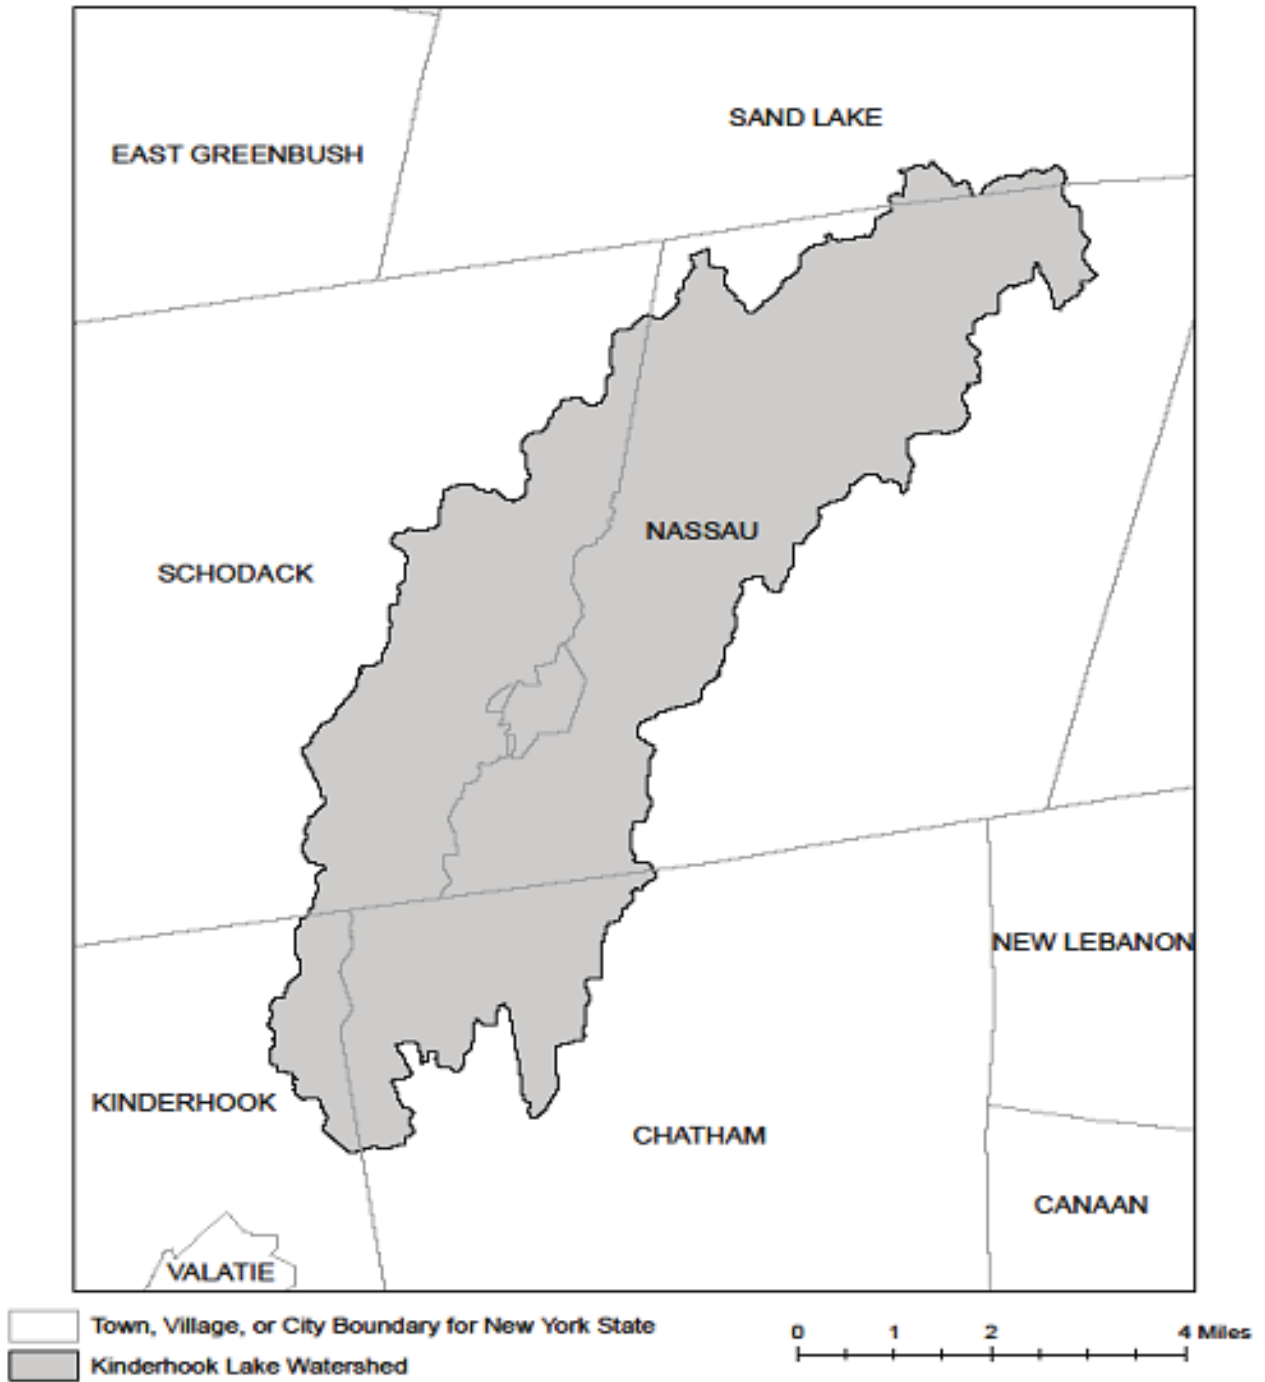 SAND LAKE
EAST GREENBUSH
NASSAU
SCHODACK
NEW LEBANON
KINDERHOOK
CHATHAM
CANAAN
VALATIE
Town, Village, or City Boundary for New York State
Kinderhook Lake Watershed
0 1 2 4 Miles